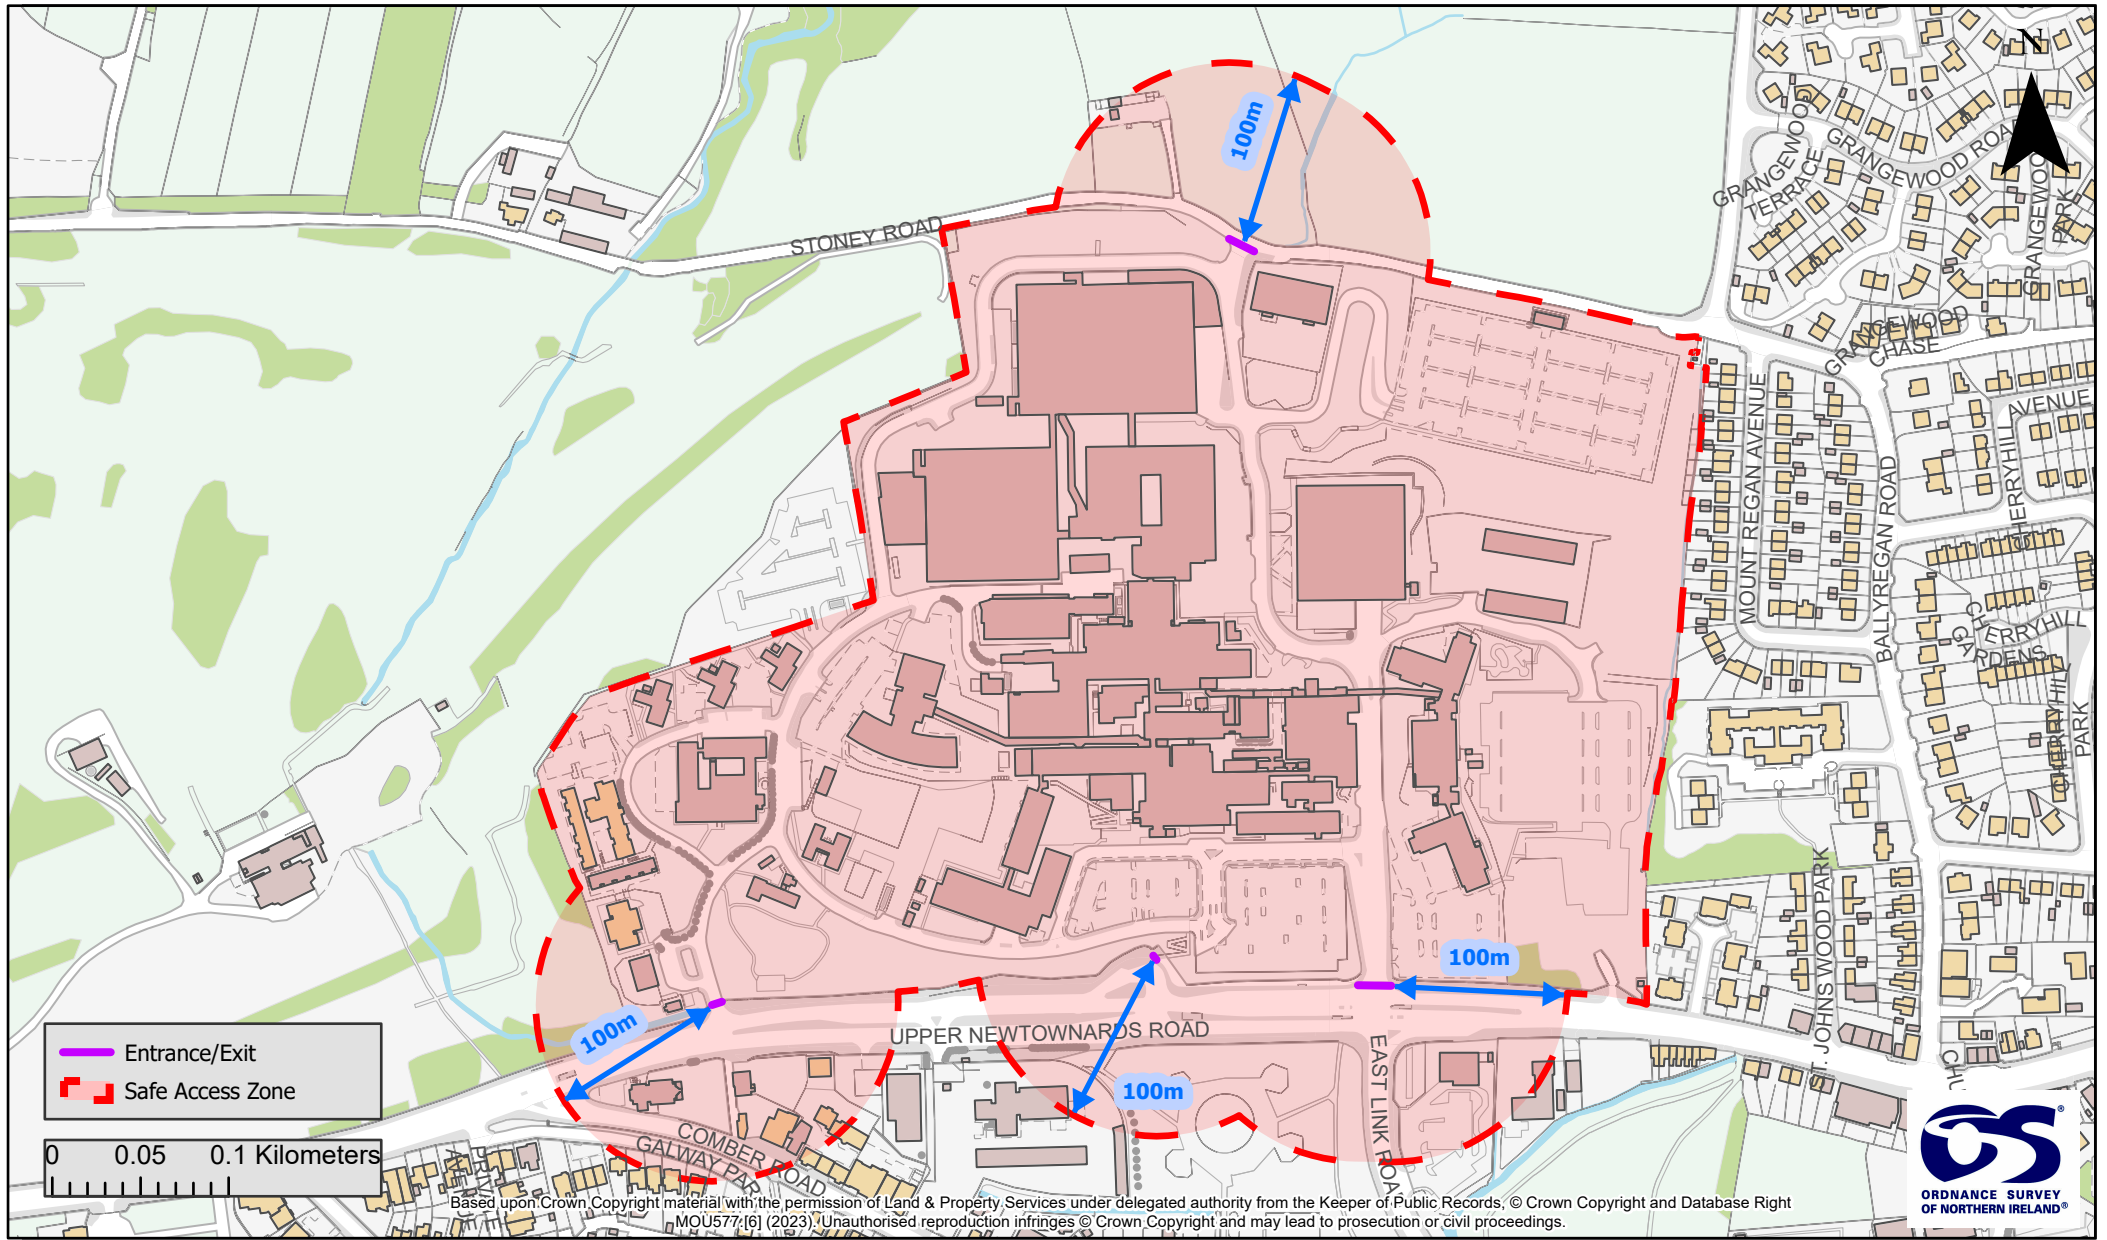 N
GRANGEWOOD
TERRACE
GRANGEWOOD ROAD
GRANGEWOOD
PARK
100m
STONEY ROAD
GRANGEWOOD
CHASE
MOUNT REGAN AVENUE
BALLYREGAN ROAD
CHERRYHILL
AVENUE
CHERRYHILL
GARDENS
CHERRYHILL
PARK
ST. JOHNS WOOD PARK
100m
100m
UPPER NEWTOWNARDS ROAD
EAST LINK ROAD
100m
COMBER ROAD
GALWAY PAR
Entrance/Exit
Safe Access Zone
0 0.05 0.1 Kilometers
Based upon Crown Copyright material with the permission of Land & Property Services under delegated authority from the Keeper of Public Records, © Crown Copyright and Database Right
MOU577.[6] (2023). Unauthorised reproduction infringes © Crown Copyright and may lead to prosecution or civil proceedings.
OS®
ORDNANCE SURVEY
OF NORTHERN IRELAND®